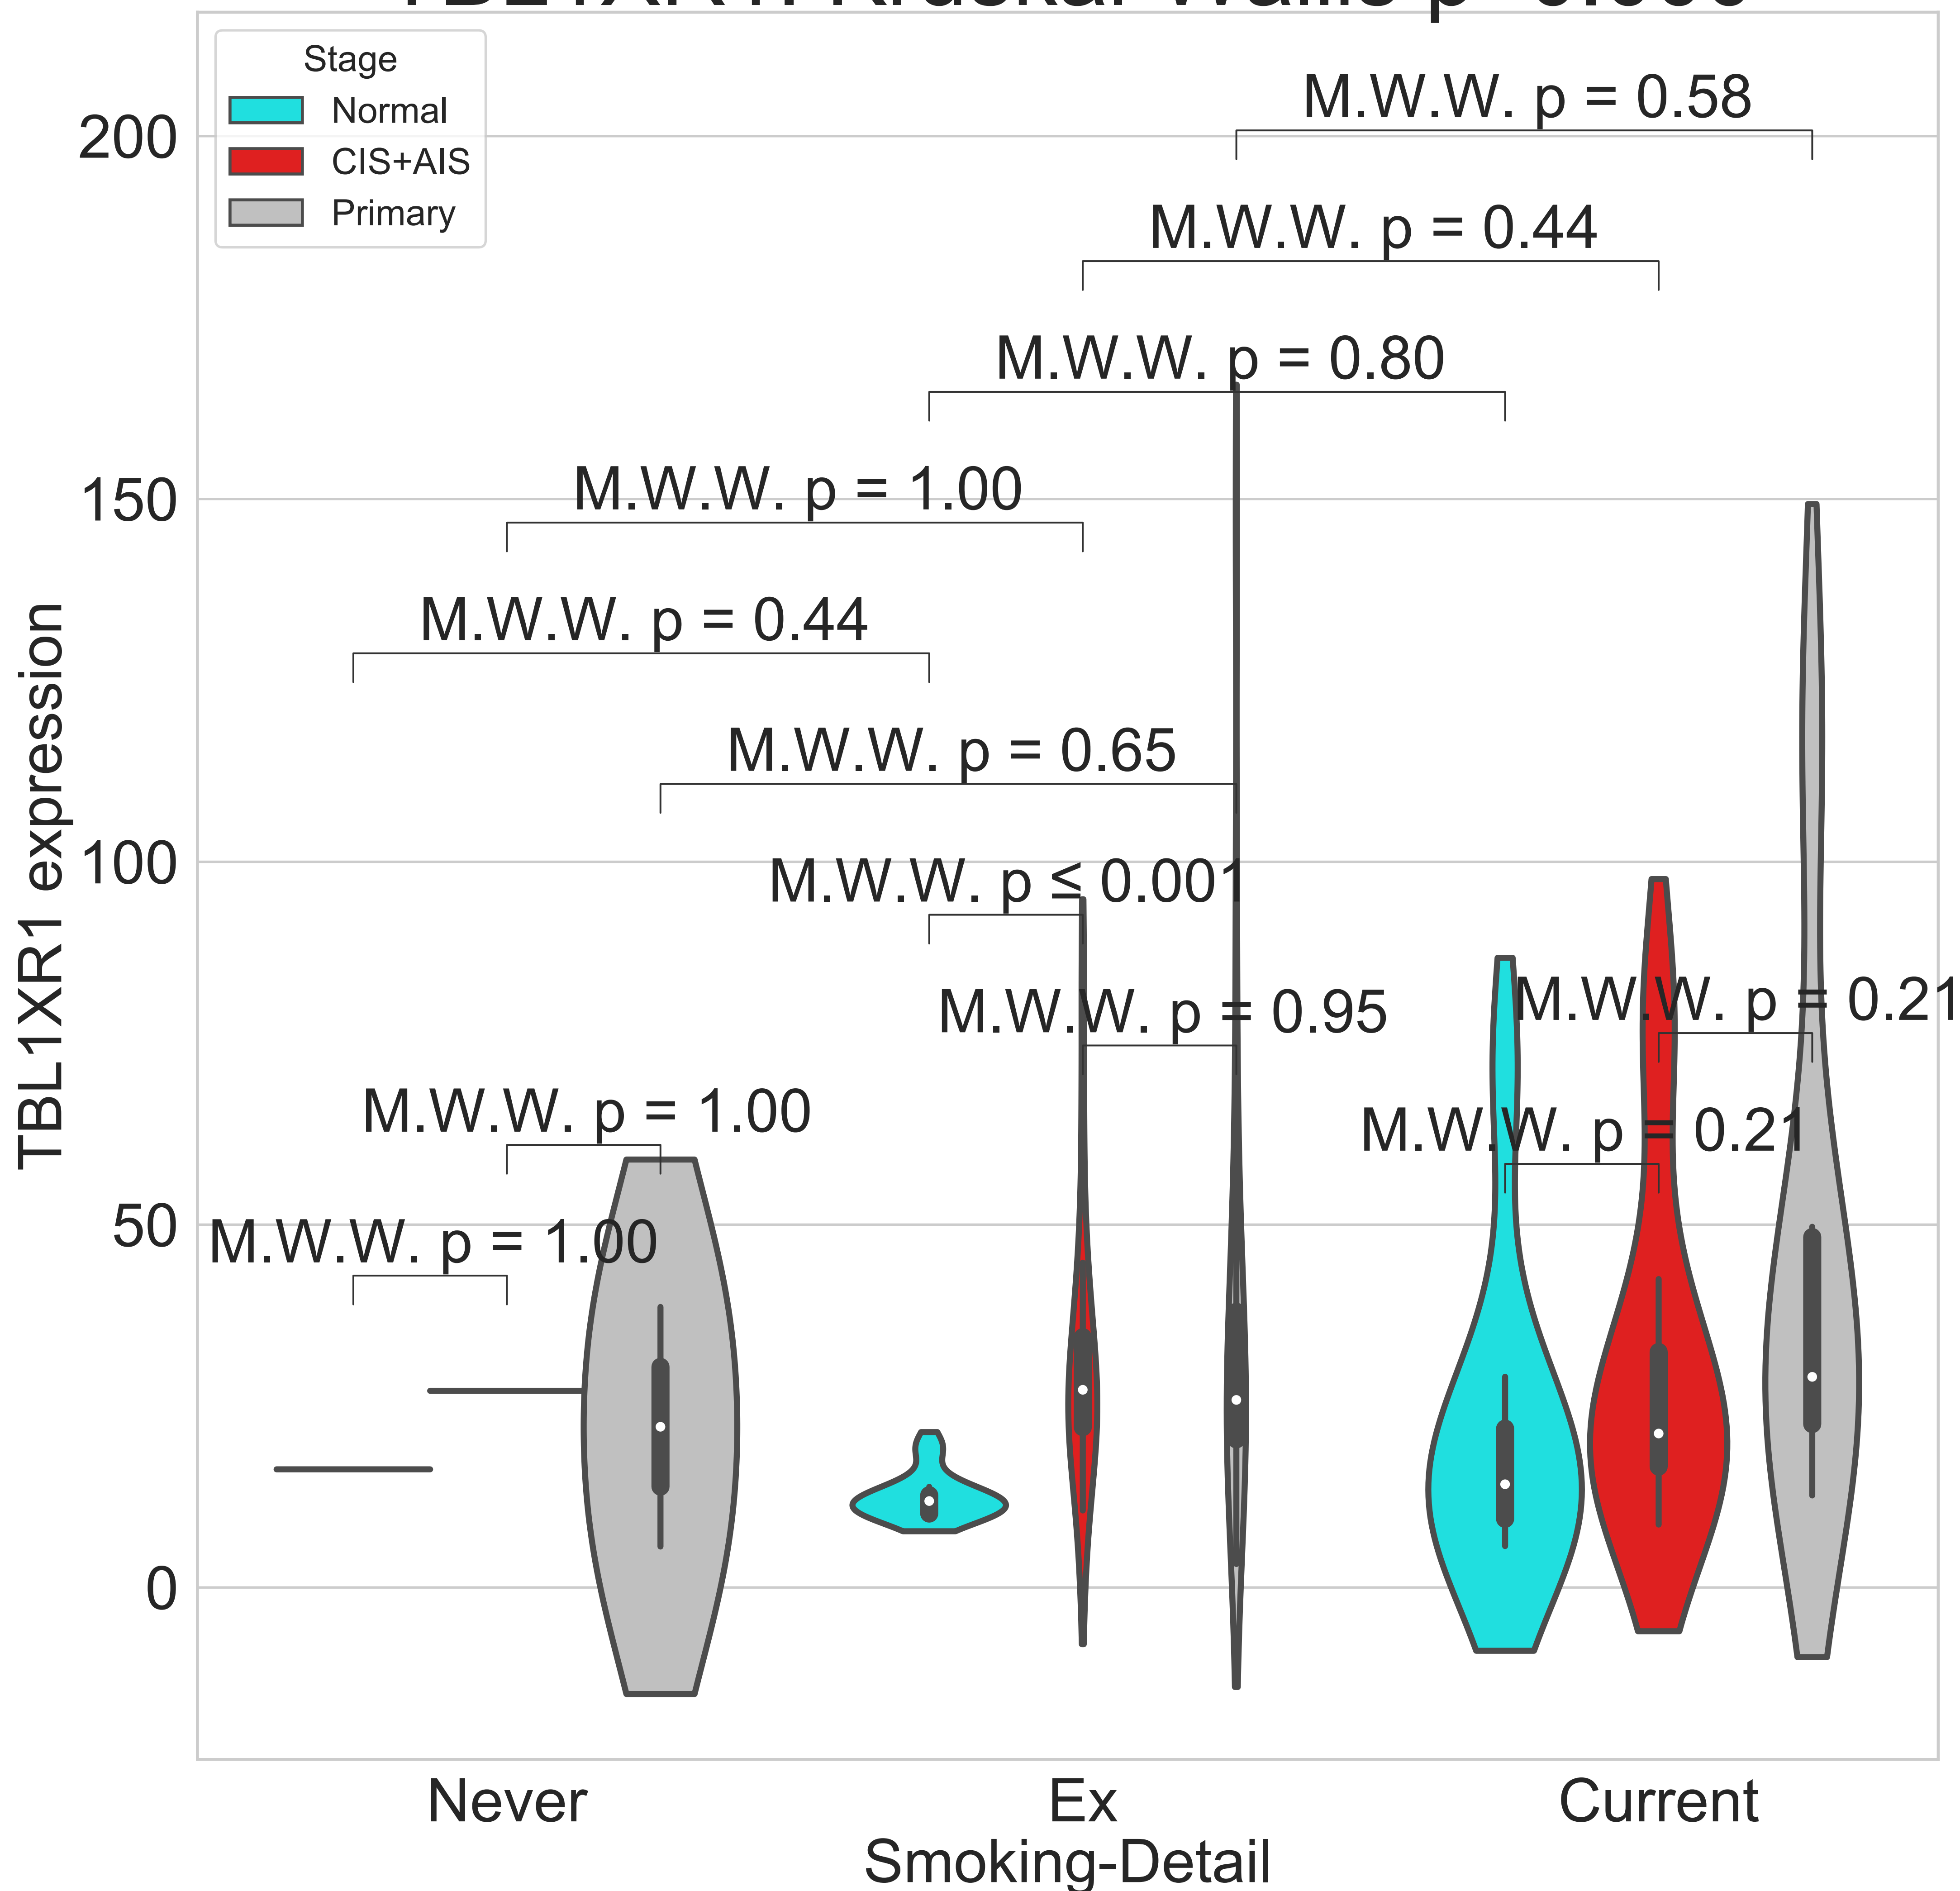 Stage
Normal
CIS+AIS
Primary
M.W.W. p = 0.58
200
M.W.W. p = 0.44
M.W.W. p = 0.80
M.W.W. p = 1.00
150
M.W.W. p = 0.44
M.W.W. p = 0.65
M.W.W. p ≤ 0.001
100
M.W.W. p = 0.21
M.W.W. p = 0.95
M.W.W. p = 1.00
M.W.W. p = 0.21
M.W.W. p = 1.00
50
0
TBL1XR1 expression
Never
Ex
Current
Smoking-Detail